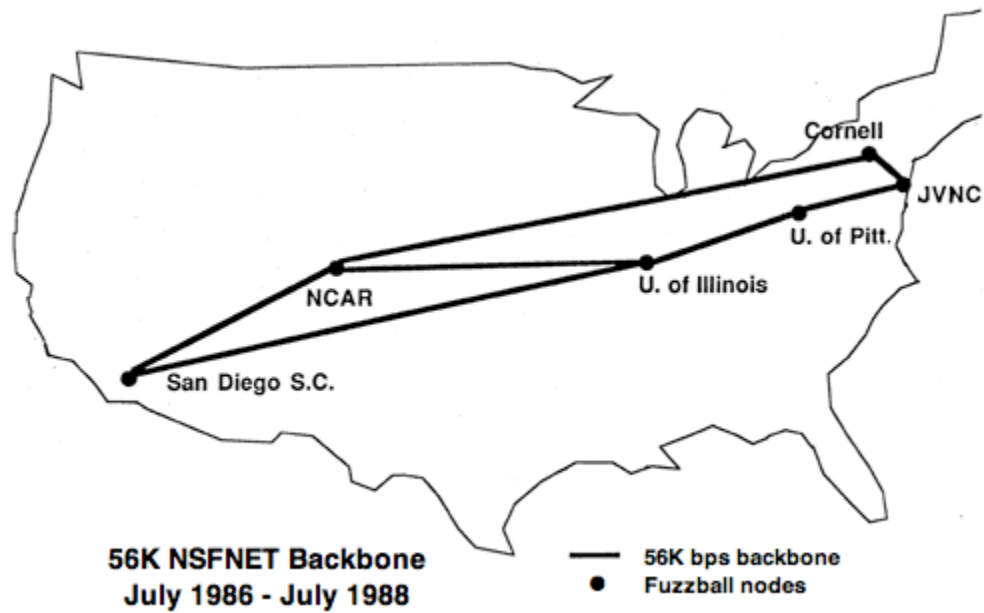 Cornell
JVNC
U. of Pitt.
NCAR
U. of Illinois
San Diego S.C.
56K NSFNET Backbone
July 1986 - July 1988
56K bps backbone
Fuzzball nodes